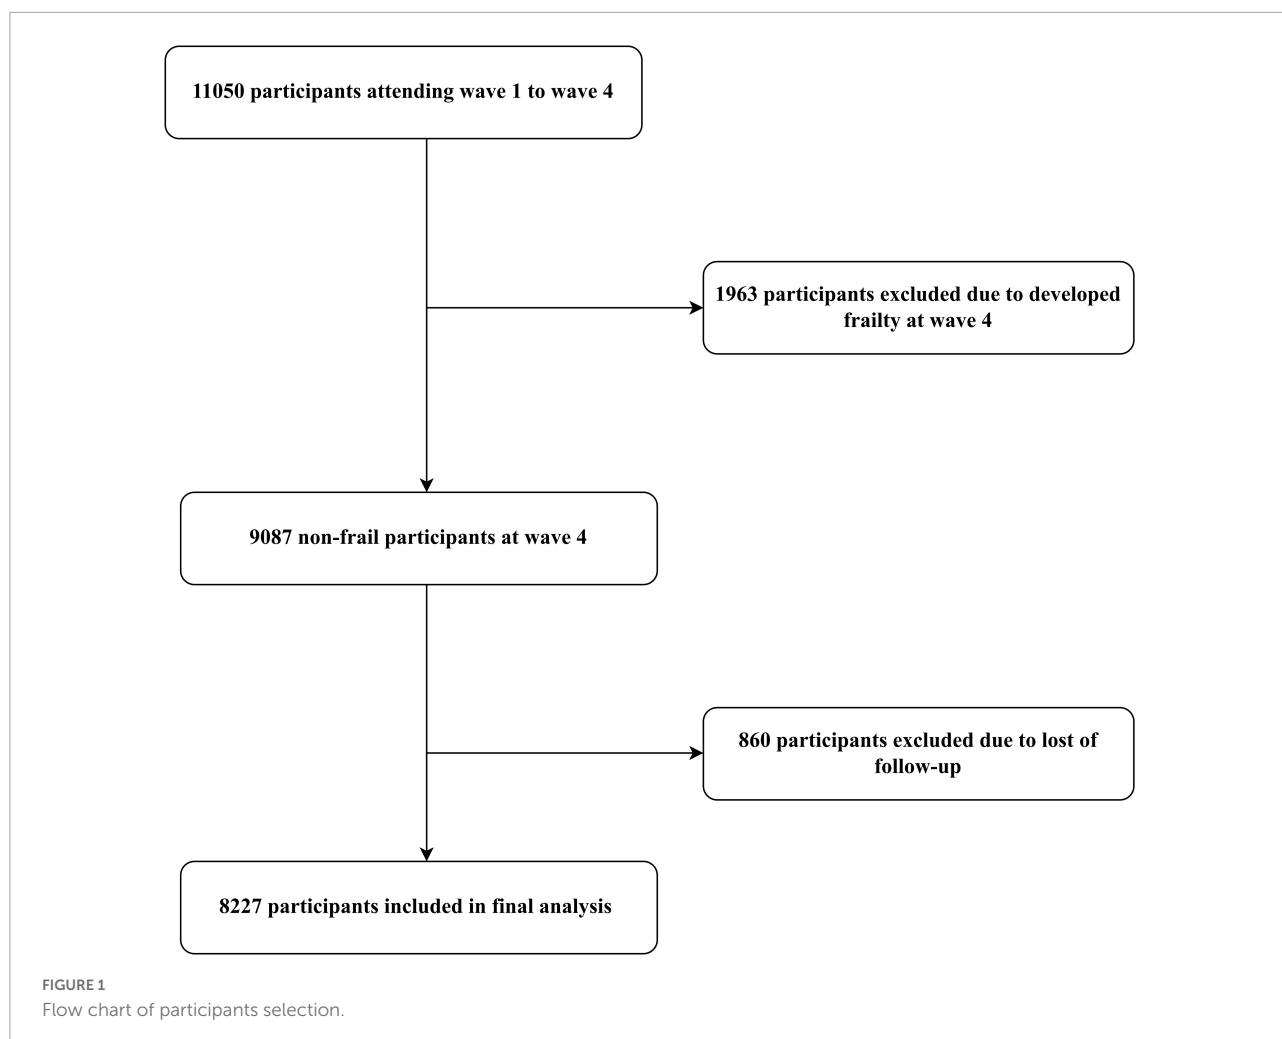 11050 participants attending wave 1 to wave 4
1963 participants excluded due to developed
frailty at wave 4
9087 non-frail participants at wave 4
860 participants excluded due to lost of
follow-up
8227 participants included in final analysis
FIGURE 1
Flow chart of participants selection.